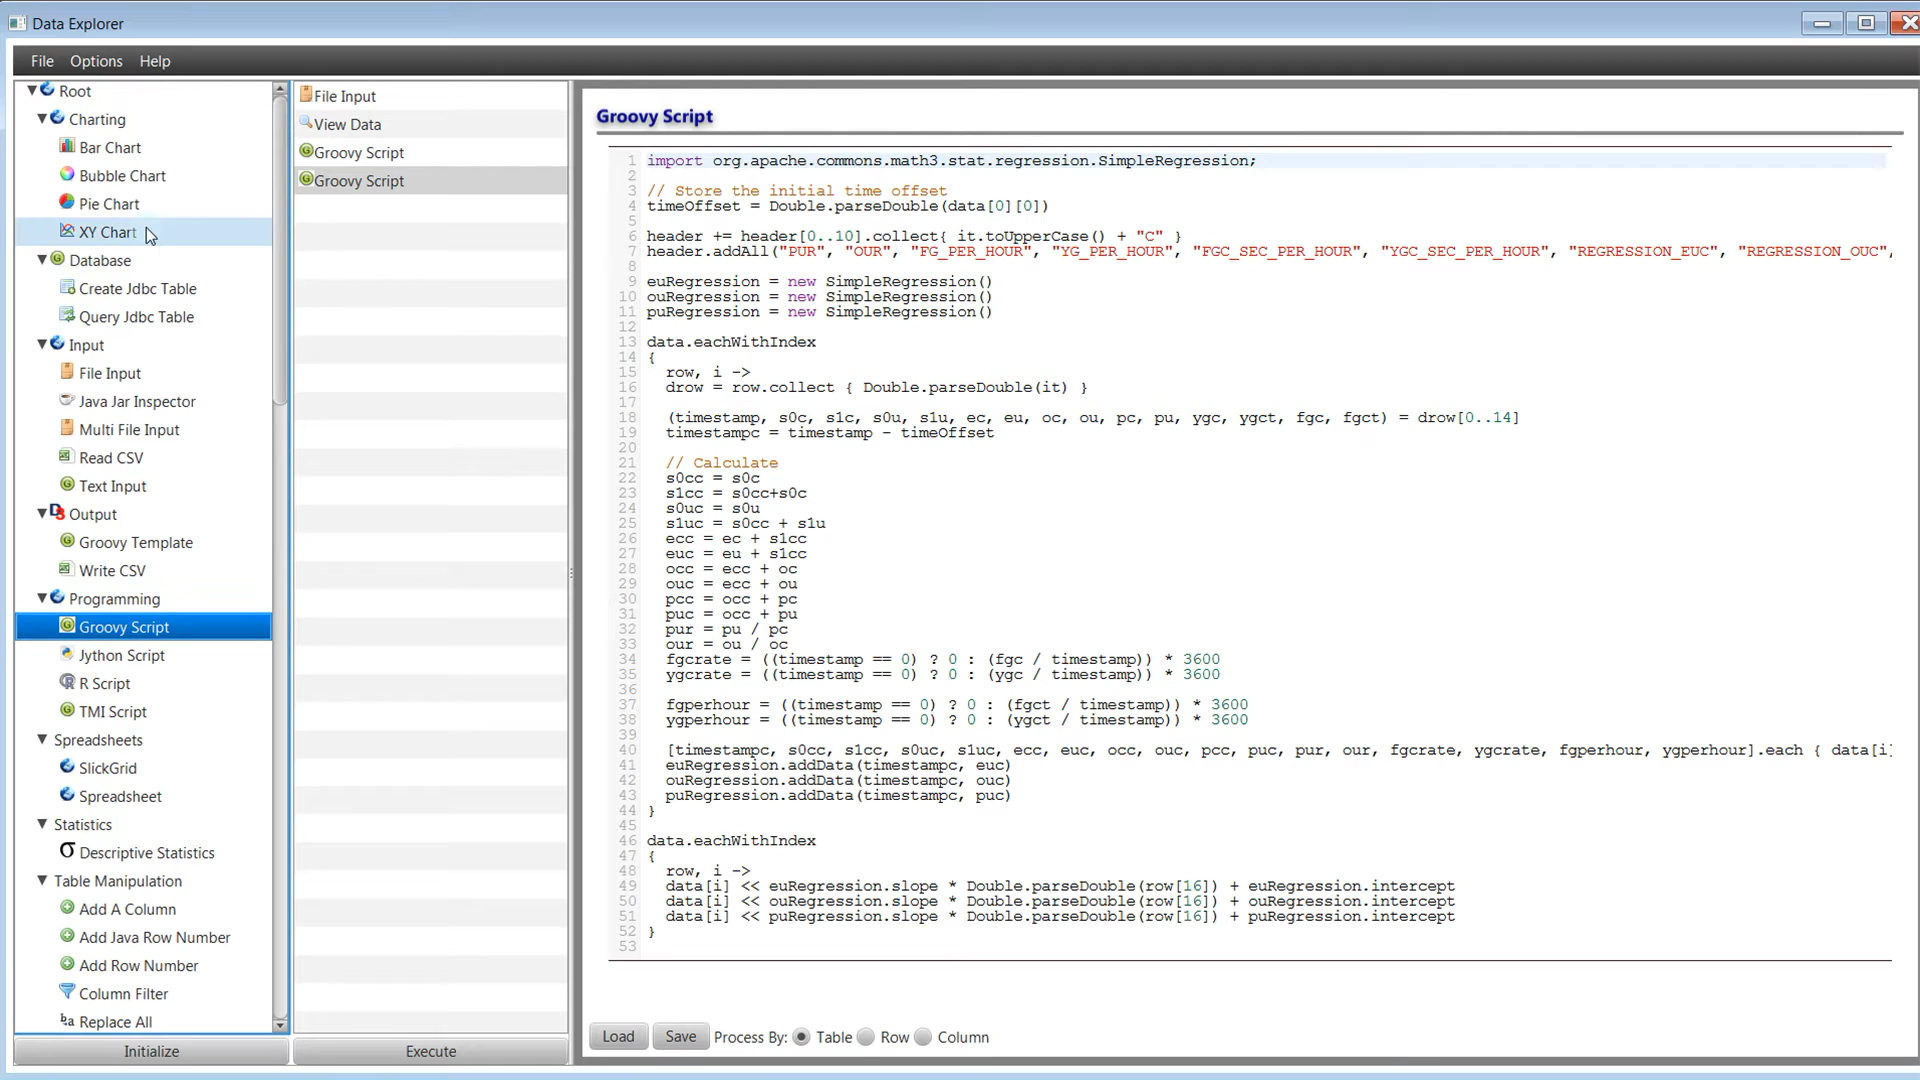 Data Explorer
File Options Help
Root
Charting
Bar Chart
Bubble Chart
Pie Chart
XY Chart
Database
Create Jdbc Table
Query Jdbc Table
Input
File Input
Java Jar Inspector
Multi File Input
Read CSV
Text Input
Output
Groovy Template
Write CSV
Programming
Groovy Script
Jython Script
R Script
TMI Script
Spreadsheets
SlickGrid
Spreadsheet
Statistics
Descriptive Statistics
Table Manipulation
Add A Column
Add Java Row Number
Add Row Number
Column Filter
Replace All
Initialize
File Input
View Data
Groovy Script
Groovy Script
Execute
Groovy Script
1 import org.apache.commons.math3.stat.regression.SimpleRegression;
2
3 // Store the initial time offset
4 timeOffset = Double.parseDouble(data[0][0])
5
6 header += header[0..10].collect{ it.toUpperCase() + "C" }
7 header.addAll("PUR", "OUR", "FG_PER_HOUR", "YG_PER_HOUR", "FGC_SEC_PER_HOUR", "YGC_SEC_PER_HOUR", "REGRESSION_EUC", "REGRESSION_OUC",
8
9 euRegression = new SimpleRegression()
10 ouRegression = new SimpleRegression()
11 puRegression = new SimpleRegression()
12
13 data.eachWithIndex
14 {
15 row, i ->
16 drow = row.collect { Double.parseDouble(it) }
17
18 (timestamp, s0c, s1c, s0u, s1u, ec, eu, oc, ou, pc, pu, ygc, ygct, fgc, fgct) = drow[0..14]
19 timestampc = timestamp - timeOffset
20
21 // Calculate
22 s0cc = s0c
23 s1cc = s0cc+s0c
24 s0uc = s0u
25 s1uc = s0cc + s1u
26 ecc = ec + s1cc
27 euc = eu + s1cc
28 occ = ecc + oc
29 ouc = ecc + ou
30 pcc = occ + pc
31 puc = occ + pu
32 pur = pu / pc
33 our = ou / oc
34 fgcrate = ((timestamp == 0) ? 0 : (fgc / timestamp)) * 3600
35 ygcrate = ((timestamp == 0) ? 0 : (ygc / timestamp)) * 3600
36
37 fgperhour = ((timestamp == 0) ? 0 : (fgct / timestamp)) * 3600
38 ygperhour = ((timestamp == 0) ? 0 : (ygct / timestamp)) * 3600
39
40 [timestampc, s0cc, s1cc, s0uc, s1uc, ecc, euc, occ, ouc, pcc, puc, pur, our, fgcrate, ygcrate, fgperhour, ygperhour].each { data[i]
41 euRegression.addData(timestampc, euc)
42 ouRegression.addData(timestampc, ouc)
43 puRegression.addData(timestampc, puc)
44 }
45
46 data.eachWithIndex
47 {
48 row, i ->
49 data[i] << euRegression.slope * Double.parseDouble(row[16]) + euRegression.intercept
50 data[i] << ouRegression.slope * Double.parseDouble(row[16]) + ouRegression.intercept
51 data[i] << puRegression.slope * Double.parseDouble(row[16]) + puRegression.intercept
52 }
53
Load Save Process By: Table Row Column